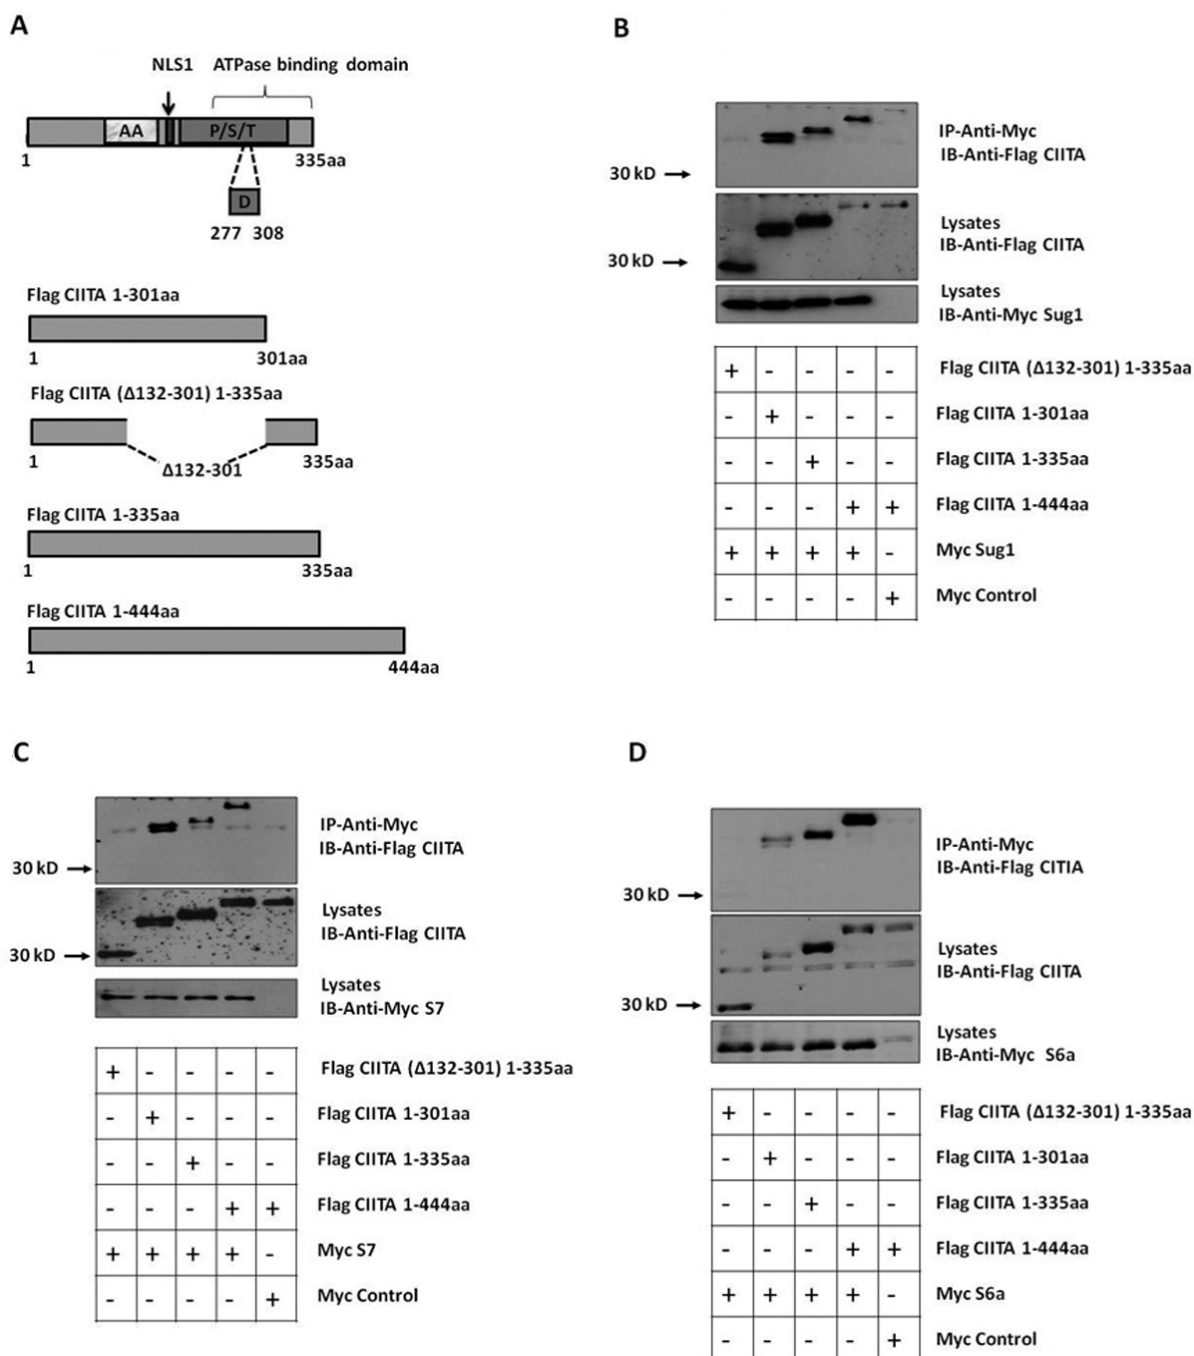 A
NLS1 ATPase binding domain
AA P/S/T
1 335aa
D
277 308
Flag CIITA 1-301aa
1 301aa
Flag CIITA (Δ132-301) 1-335aa
1 335aa
Δ132-301
Flag CIITA 1-335aa
1 335aa
Flag CIITA 1-444aa
1 444aa
B
IP-Anti-Myc
IB-Anti-Flag CIITA
30 kD
Lysates
IB-Anti-Flag CIITA
30 kD
Lysates
IB-Anti-Myc Sug1
+ - - - - Flag CIITA (Δ132-301) 1-335aa
- + - - - Flag CIITA 1-301aa
- - + - - Flag CIITA 1-335aa
- - - + + Flag CIITA 1-444aa
+ + + + - Myc Sug1
- - - - + Myc Control
C
IP-Anti-Myc
IB-Anti-Flag CIITA
30 kD
Lysates
IB-Anti-Flag CIITA
30 kD
Lysates
IB-Anti-Myc S7
+ - - - - Flag CIITA (Δ132-301) 1-335aa
- + - - - Flag CIITA 1-301aa
- - + - - Flag CIITA 1-335aa
- - - + + Flag CIITA 1-444aa
+ + + + - Myc S7
- - - - + Myc Control
D
IP-Anti-Myc
IB-Anti-Flag CITIA
30 kD
Lysates
IB-Anti-Flag CIITA
30 kD
Lysates
IB-Anti-Myc S6a
+ - - - - Flag CIITA (Δ132-301) 1-335aa
- + - - - Flag CIITA 1-301aa
- - + - - Flag CIITA 1-335aa
- - - + + Flag CIITA 1-444aa
+ + + + - Myc S6a
- - - - + Myc Control